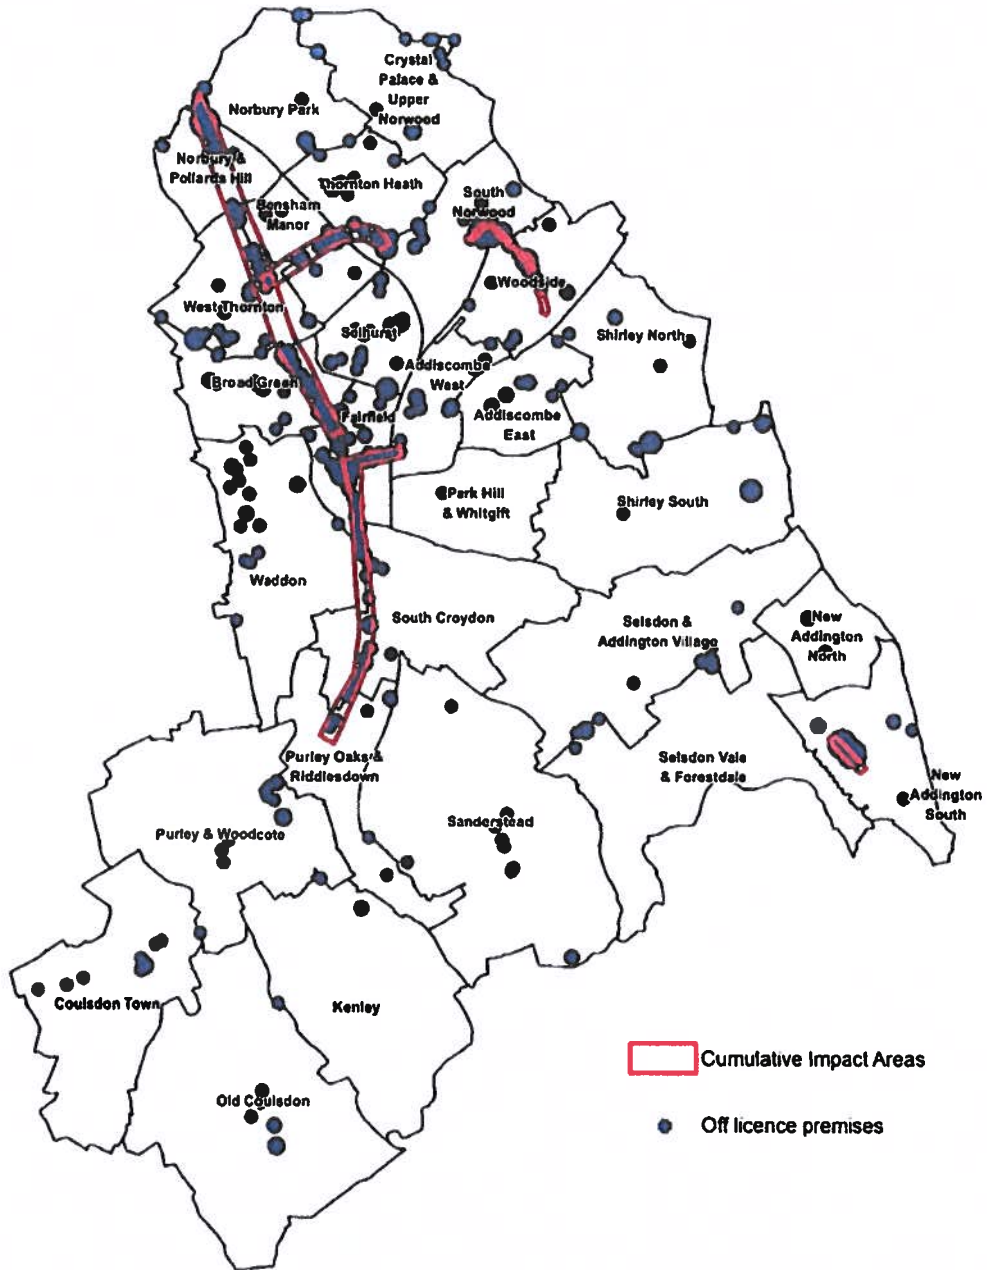 Crystal
Palace &
Upper
Norwood
Norbury Park
Norbury &
Pollards Hill
Thornton Heath
Bensham
Manor
South
Norwood
Woodside
West Thornton
Selhurst
Shirley North
Addiscombe
West
Broad Green
Fairfield
Addiscombe
East
Park Hill
& Whitgift
Shirley South
Waddon
South Croydon
Selsdon &
Addington Village
New
Addington
North
Purley Oaks &
Riddlesdown
Selsdon Vale
& Forestdale
New
Addington
South
Sanderstead
Purley & Woodcote
Coulsdon Town
Kenley
Old Coulsdon
Cumulative Impact Areas
Off licence premises